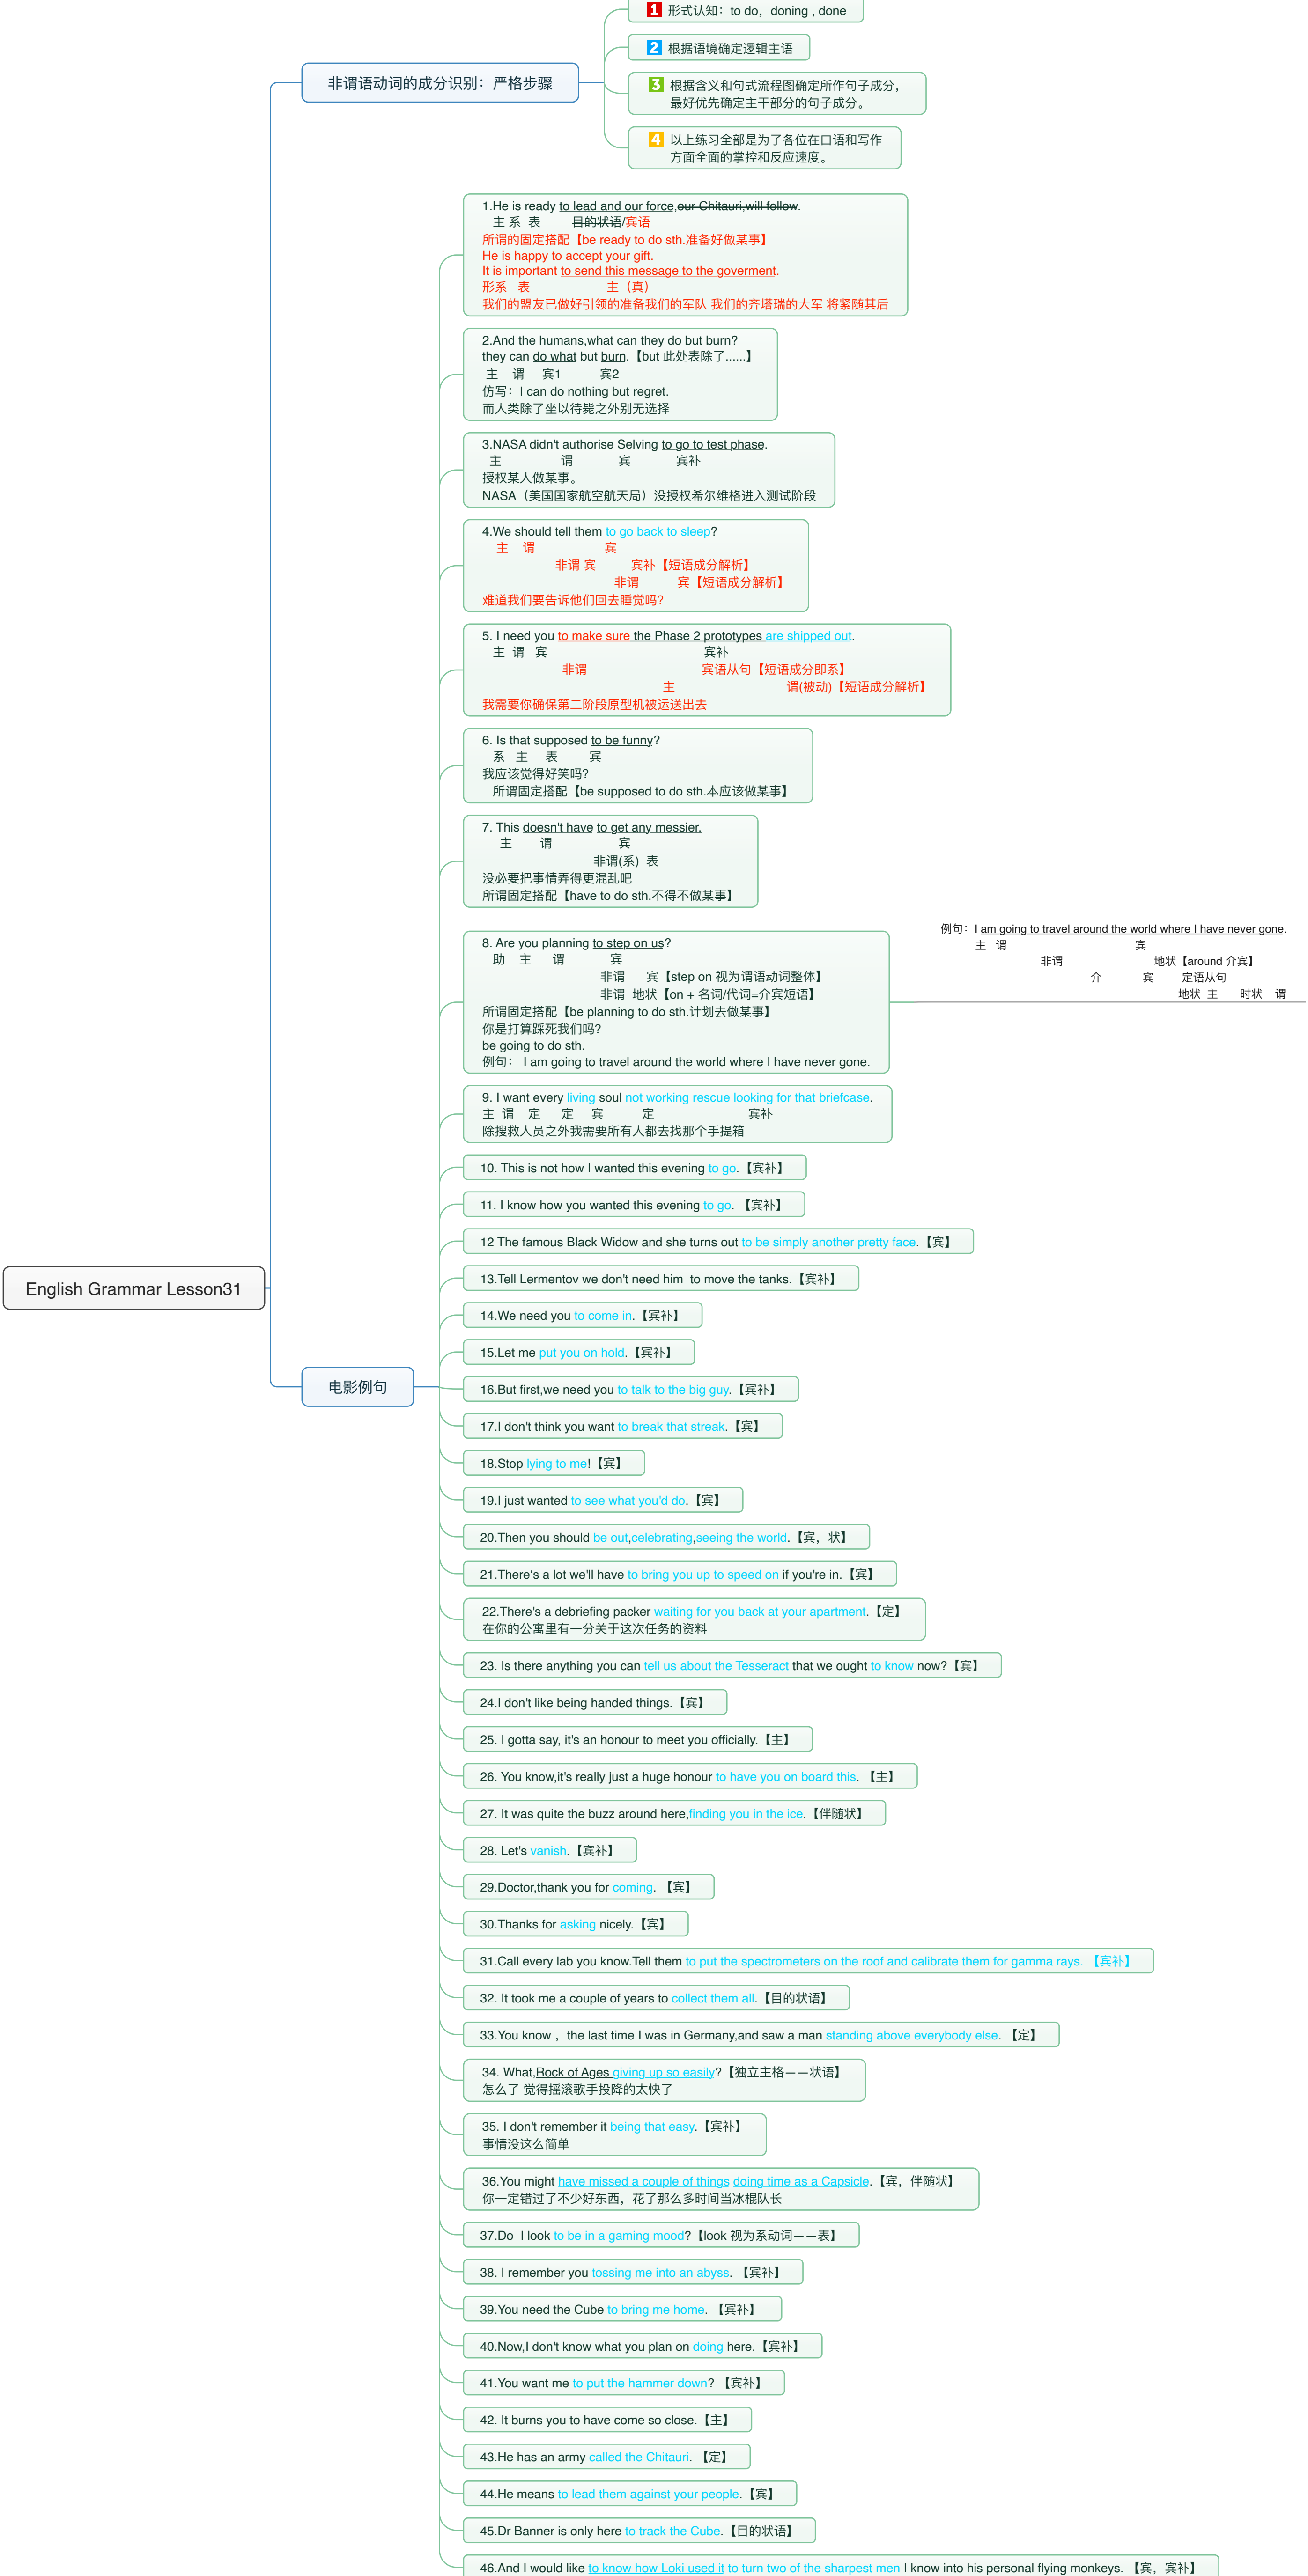 English Grammar Lesson31
非谓语动词的成分识别：严格步骤
1 形式认知：to do，doning , done
2 根据语境确定逻辑主语
3 根据含义和句式流程图确定所作句子成分，
最好优先确定主干部分的句子成分。
4 以上练习全部是为了各位在口语和写作
方面全面的掌控和反应速度。
电影例句
1.He is ready to lead and our force,our Chitauri,will follow.
主 系 表 目的状语/宾语
所谓的固定搭配【be ready to do sth.准备好做某事】
He is happy to accept your gift.
It is important to send this message to the goverment.
形系 表 主（真）
我们的盟友已做好引领的准备我们的军队 我们的齐塔瑞的大军 将紧随其后
2.And the humans,what can they do but burn?
they can do what but burn.【but 此处表除了......】
主 谓 宾1 宾2
仿写：I can do nothing but regret.
而人类除了坐以待毙之外别无选择
3.NASA didn't authorise Selving to go to test phase.
主 谓 宾 宾补
授权某人做某事。
NASA（美国国家航空航天局）没授权希尔维格进入测试阶段
4.We should tell them to go back to sleep?
主 谓 宾
非谓 宾 宾补【短语成分解析】
非谓 宾【短语成分解析】
难道我们要告诉他们回去睡觉吗?
5. I need you to make sure the Phase 2 prototypes are shipped out.
主 谓 宾 宾补
非谓 宾语从句【短语成分即系】
主 谓(被动)【短语成分解析】
我需要你确保第二阶段原型机被运送出去
6. Is that supposed to be funny?
系 主 表 宾
我应该觉得好笑吗?
所谓固定搭配【be supposed to do sth.本应该做某事】
7. This doesn't have to get any messier.
主 谓 宾
非谓(系) 表
没必要把事情弄得更混乱吧
所谓固定搭配【have to do sth.不得不做某事】
8. Are you planning to step on us?
助 主 谓 宾
非谓 宾【step on 视为谓语动词整体】
非谓 地状【on + 名词/代词=介宾短语】
所谓固定搭配【be planning to do sth.计划去做某事】
你是打算踩死我们吗?
be going to do sth.
例句： I am going to travel around the world where I have never gone.
例句：I am going to travel around the world where I have never gone.
主 谓 宾
非谓 地状【around 介宾】
介 宾 定语从句
地状 主 时状 谓
9. I want every living soul not working rescue looking for that briefcase.
主 谓 定 定 宾 定 宾补
除搜救人员之外我需要所有人都去找那个手提箱
10. This is not how I wanted this evening to go.【宾补】
11. I know how you wanted this evening to go. 【宾补】
12 The famous Black Widow and she turns out to be simply another pretty face.【宾】
13.Tell Lermentov we don't need him to move the tanks.【宾补】
14.We need you to come in.【宾补】
15.Let me put you on hold.【宾补】
16.But first,we need you to talk to the big guy.【宾补】
17.I don't think you want to break that streak.【宾】
18.Stop lying to me!【宾】
19.I just wanted to see what you'd do.【宾】
20.Then you should be out,celebrating,seeing the world.【宾，状】
21.There's a lot we'll have to bring you up to speed on if you're in.【宾】
22.There's a debriefing packer waiting for you back at your apartment.【定】
在你的公寓里有一分关于这次任务的资料
23. Is there anything you can tell us about the Tesseract that we ought to know now?【宾】
24.I don't like being handed things.【宾】
25. I gotta say, it's an honour to meet you officially.【主】
26. You know,it's really just a huge honour to have you on board this. 【主】
27. It was quite the buzz around here,finding you in the ice.【伴随状】
28. Let's vanish.【宾补】
29.Doctor,thank you for coming. 【宾】
30.Thanks for asking nicely.【宾】
31.Call every lab you know.Tell them to put the spectrometers on the roof and calibrate them for gamma rays. 【宾补】
32. It took me a couple of years to collect them all.【目的状语】
33.You know， the last time I was in Germany,and saw a man standing above everybody else. 【定】
34. What,Rock of Ages giving up so easily?【独立主格——状语】
怎么了 觉得摇滚歌手投降的太快了
35. I don't remember it being that easy.【宾补】
事情没这么简单
36.You might have missed a couple of things doing time as a Capsicle.【宾，伴随状】
你一定错过了不少好东西，花了那么多时间当冰棍队长
37.Do I look to be in a gaming mood?【look 视为系动词——表】
38. I remember you tossing me into an abyss. 【宾补】
39.You need the Cube to bring me home. 【宾补】
40.Now,I don't know what you plan on doing here.【宾补】
41.You want me to put the hammer down? 【宾补】
42. It burns you to have come so close.【主】
43.He has an army called the Chitauri. 【定】
44.He means to lead them against your people.【宾】
45.Dr Banner is only here to track the Cube.【目的状语】
46.And I would like to know how Loki used it to turn two of the sharpest men I know into his personal flying monkeys. 【宾，宾补】